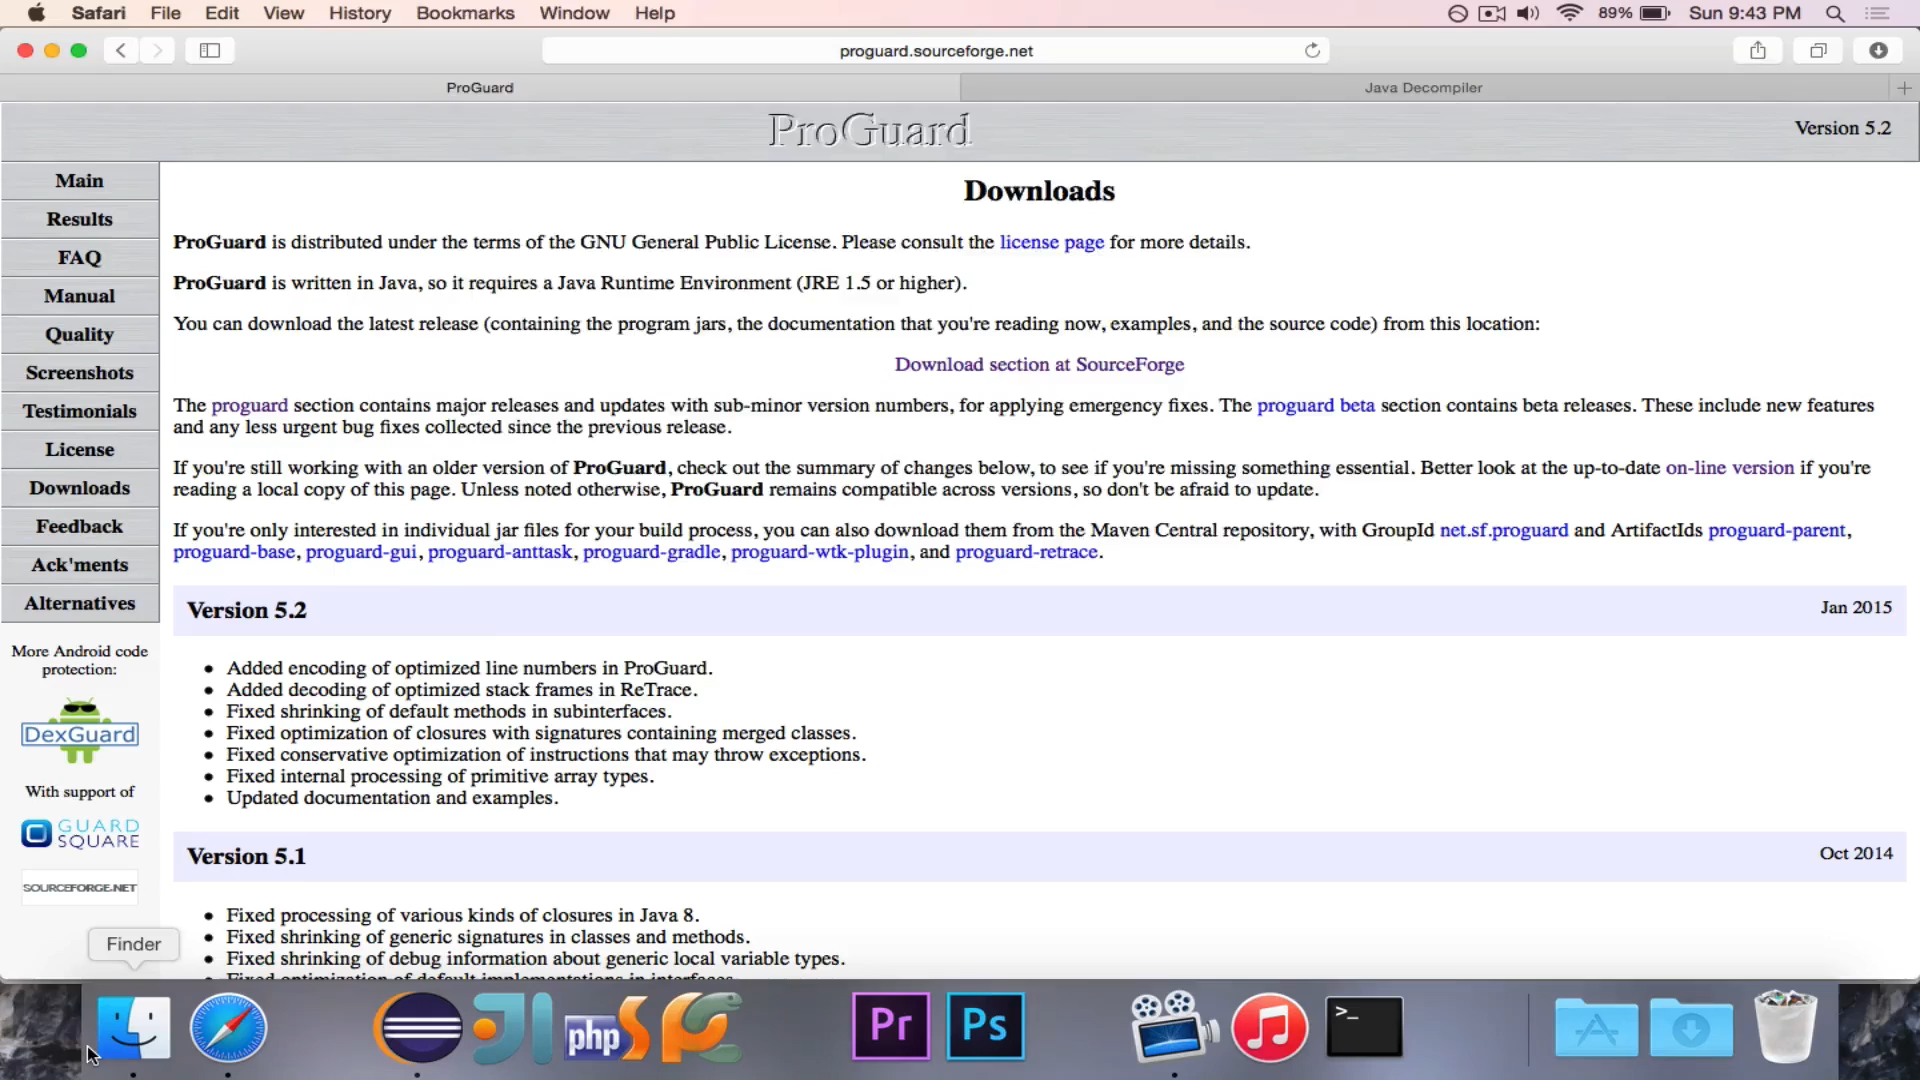 Safari File Edit View History Bookmarks Window Help
89% Sun 9:43 PM
proguard.sourceforge.net
ProGuard Java Decompiler
ProGuard
Version 5.2
Main
Results
FAQ
Manual
Quality
Screenshots
Testimonials
License
Downloads
Feedback
Ack'ments
Alternatives
More Android code
protection:
DexGuard
With support of
GUARD
SQUARE
SOURCEFORGE.NET
Downloads
ProGuard is distributed under the terms of the GNU General Public License. Please consult the license page for more details.
ProGuard is written in Java, so it requires a Java Runtime Environment (JRE 1.5 or higher).
You can download the latest release (containing the program jars, the documentation that you're reading now, examples, and the source code) from this location:
Download section at SourceForge
The proguard section contains major releases and updates with sub-minor version numbers, for applying emergency fixes. The proguard beta section contains beta releases. These include new features
and any less urgent bug fixes collected since the previous release.
If you're still working with an older version of ProGuard, check out the summary of changes below, to see if you're missing something essential. Better look at the up-to-date on-line version if you're
reading a local copy of this page. Unless noted otherwise, ProGuard remains compatible across versions, so don't be afraid to update.
If you're only interested in individual jar files for your build process, you can also download them from the Maven Central repository, with GroupId net.sf.proguard and ArtifactIds proguard-parent,
proguard-base, proguard-gui, proguard-anttask, proguard-gradle, proguard-wtk-plugin, and proguard-retrace.
Version 5.2 Jan 2015
• Added encoding of optimized line numbers in ProGuard.
• Added decoding of optimized stack frames in ReTrace.
• Fixed shrinking of default methods in subinterfaces.
• Fixed optimization of closures with signatures containing merged classes.
• Fixed conservative optimization of instructions that may throw exceptions.
• Fixed internal processing of primitive array types.
• Updated documentation and examples.
Version 5.1 Oct 2014
• Fixed processing of various kinds of closures in Java 8.
• Fixed shrinking of generic signatures in classes and methods.
• Fixed shrinking of debug information about generic local variable types.
• Fixed optimization of default implementations in interfaces.
Finder
php
Pr
Ps
>_